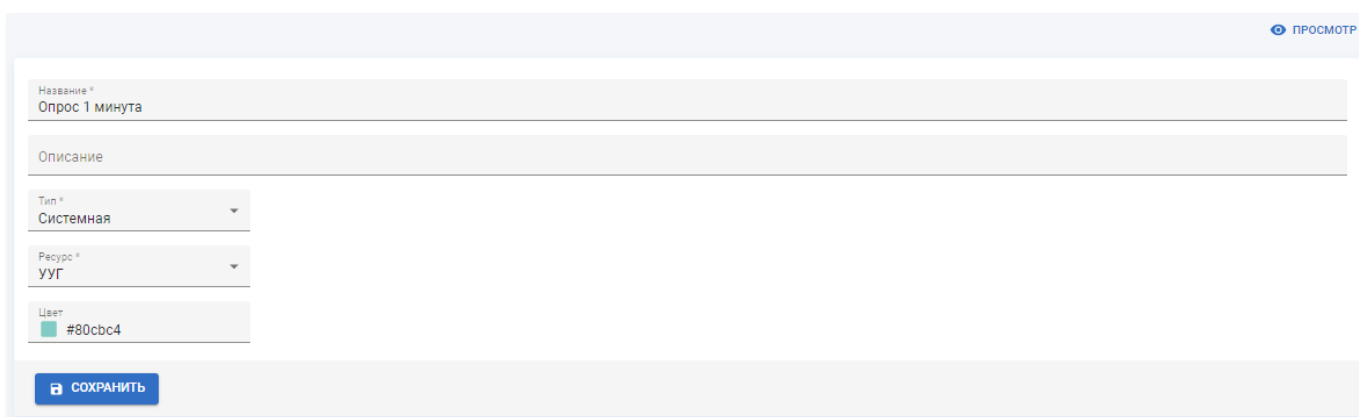 ПРОСМОТР
Название *
Опрос 1 минута
Описание
Тип *
Системная
Ресурс *
УУГ
Цвет
#80cbc4
СОХРАНИТЬ